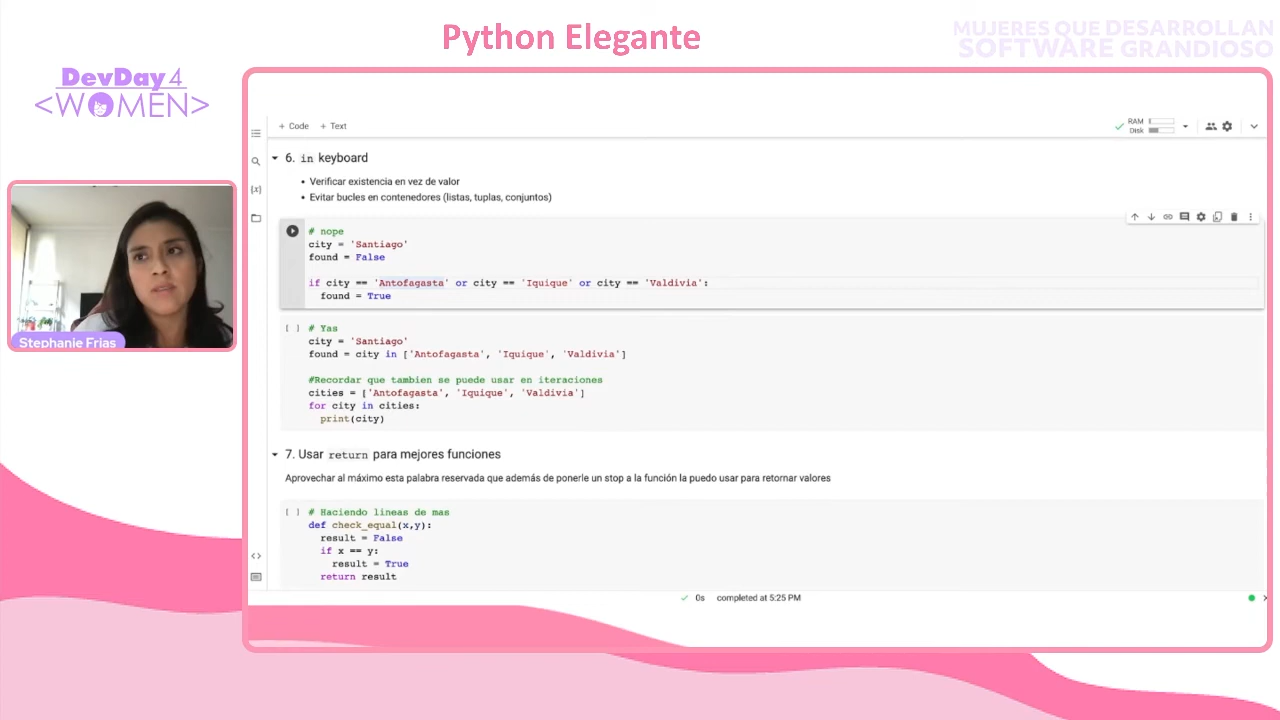 Python Elegante
MUJERES QUE DESARROLLAN
SOFTWARE GRANDIOSO
DevDay4
<WOMEN>
Stephanie Frias
+ Code + Text
RAM
Disk
6. in keyboard
• Verificar existencia en vez de valor
• Evitar bucles en contenedores (listas, tuplas, conjuntos)
# nope
city = 'Santiago'
found = False
if city == 'Antofagasta' or city == 'Iquique' or city == 'Valdivia':
found = True
[ ] # Yas
city = 'Santiago'
found = city in ['Antofagasta', 'Iquique', 'Valdivia']
#Recordar que tambien se puede usar en iteraciones
cities = ['Antofagasta', 'Iquique', 'Valdivia']
for city in cities:
print(city)
7. Usar return para mejores funciones
Aprovechar al máximo esta palabra reservada que además de ponerle un stop a la función la puedo usar para retornar valores
[ ] # Haciendo lineas de mas
def check_equal(x,y):
result = False
if x == y:
result = True
return result
0s completed at 5:25 PM